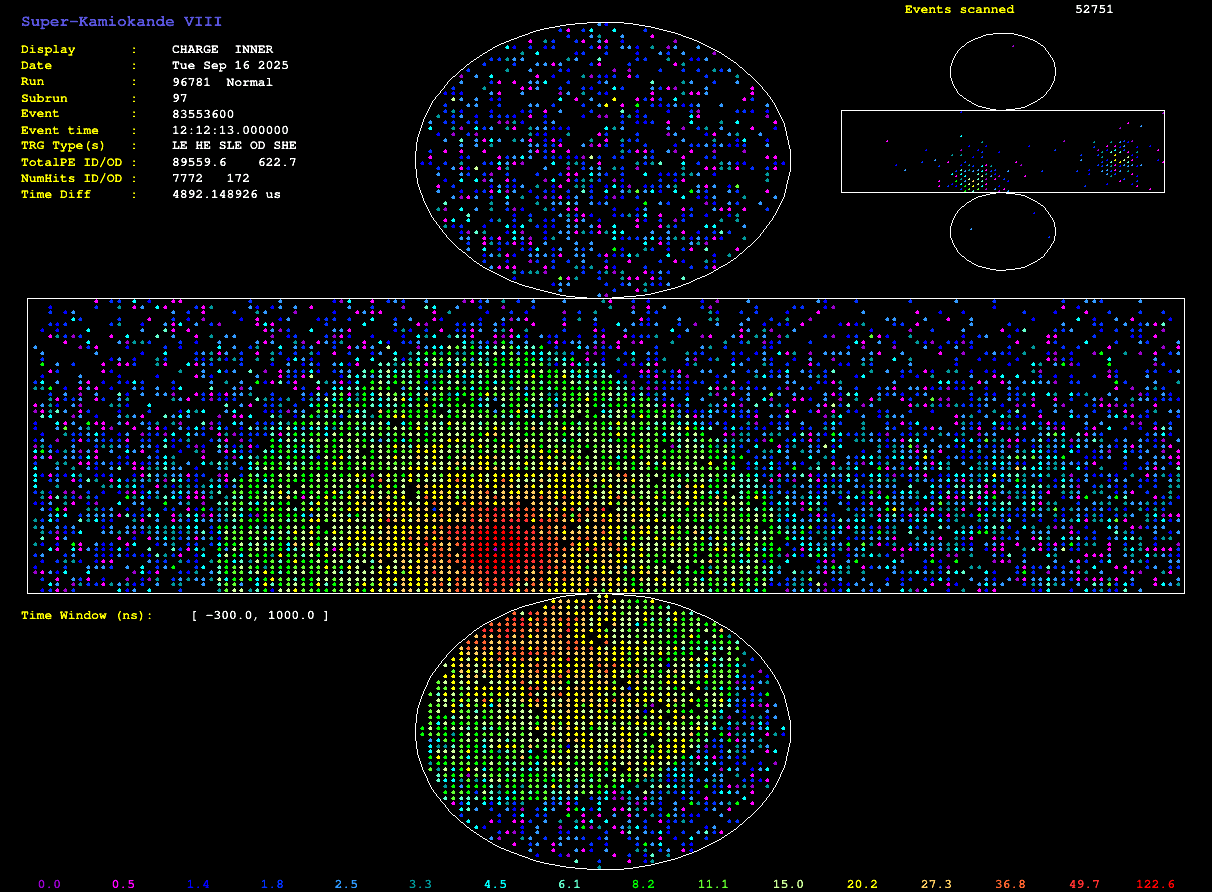 Super-Kamiokande VIII
Events scanned 52751
Display : CHARGE INNER
Date : Tue Sep 16 2025
Run : 96781 Normal
Subrun : 97
Event : 83553600
Event time : 12:12:13.000000
TRG Type(s) : LE HE SLE OD SHE
TotalPE ID/OD : 89559.6 622.7
NumHits ID/OD : 7772 172
Time Diff : 4892.148926 us
Time Window (ns): [ -300.0, 1000.0 ]
0.0 0.5 1.4 1.8 2.5 3.3 4.5 6.1 8.2 11.1 15.0 20.2 27.3 36.8 49.7 122.6